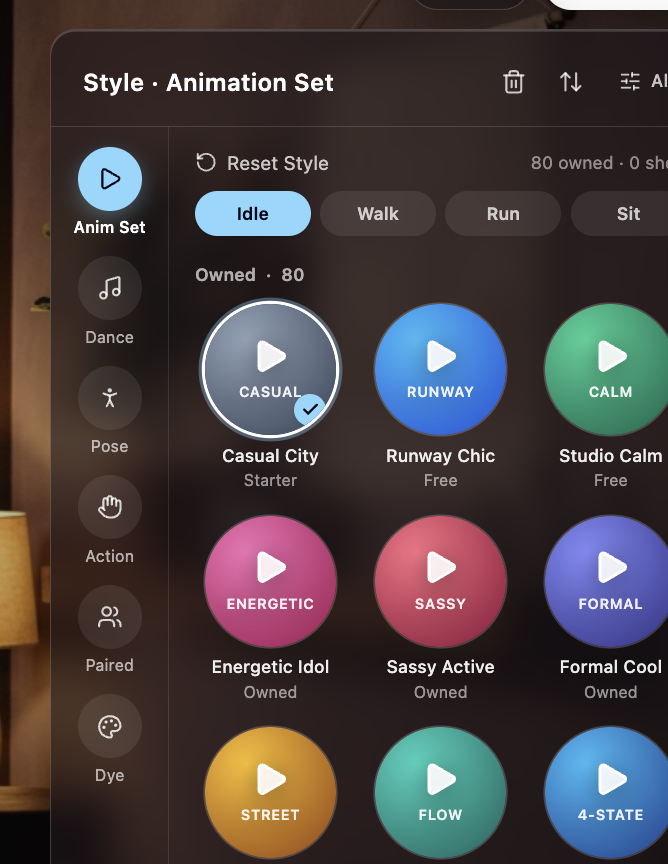 Style · Animation Set
Reset Style
80 owned · 0
Anim Set
Idle
Walk
Run
Sit
Owned · 80
Dance
Pose
Action
Paired
Dye
CASUAL
RUNWAY
CALM
Casual City
Runway Chic
Studio Calm
Starter
Free
Free
ENERGETIC
SASSY
FORMAL
Energetic Idol
Sassy Active
Formal Cool
Owned
Owned
Owned
STREET
FLOW
4-STATE